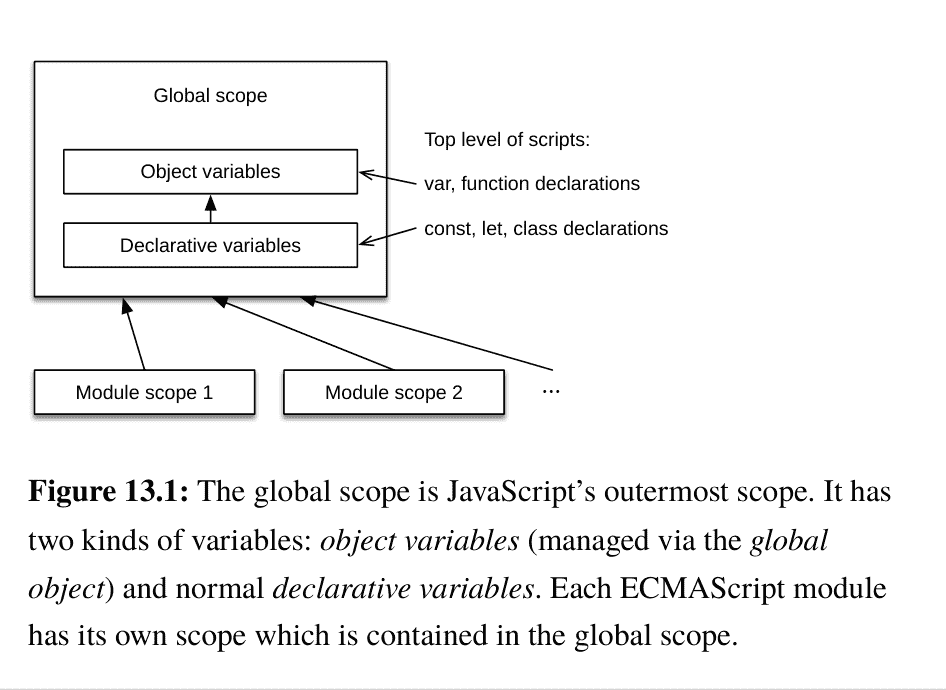 Global scope
Top level of scripts:
Object variables
var, function declarations
Declarative variables
const, let, class declarations
Module scope 1
Module scope 2
...
Figure 13.1: The global scope is JavaScript’s outermost scope. It has
two kinds of variables: object variables (managed via the global
object) and normal declarative variables. Each ECMAScript module
has its own scope which is contained in the global scope.